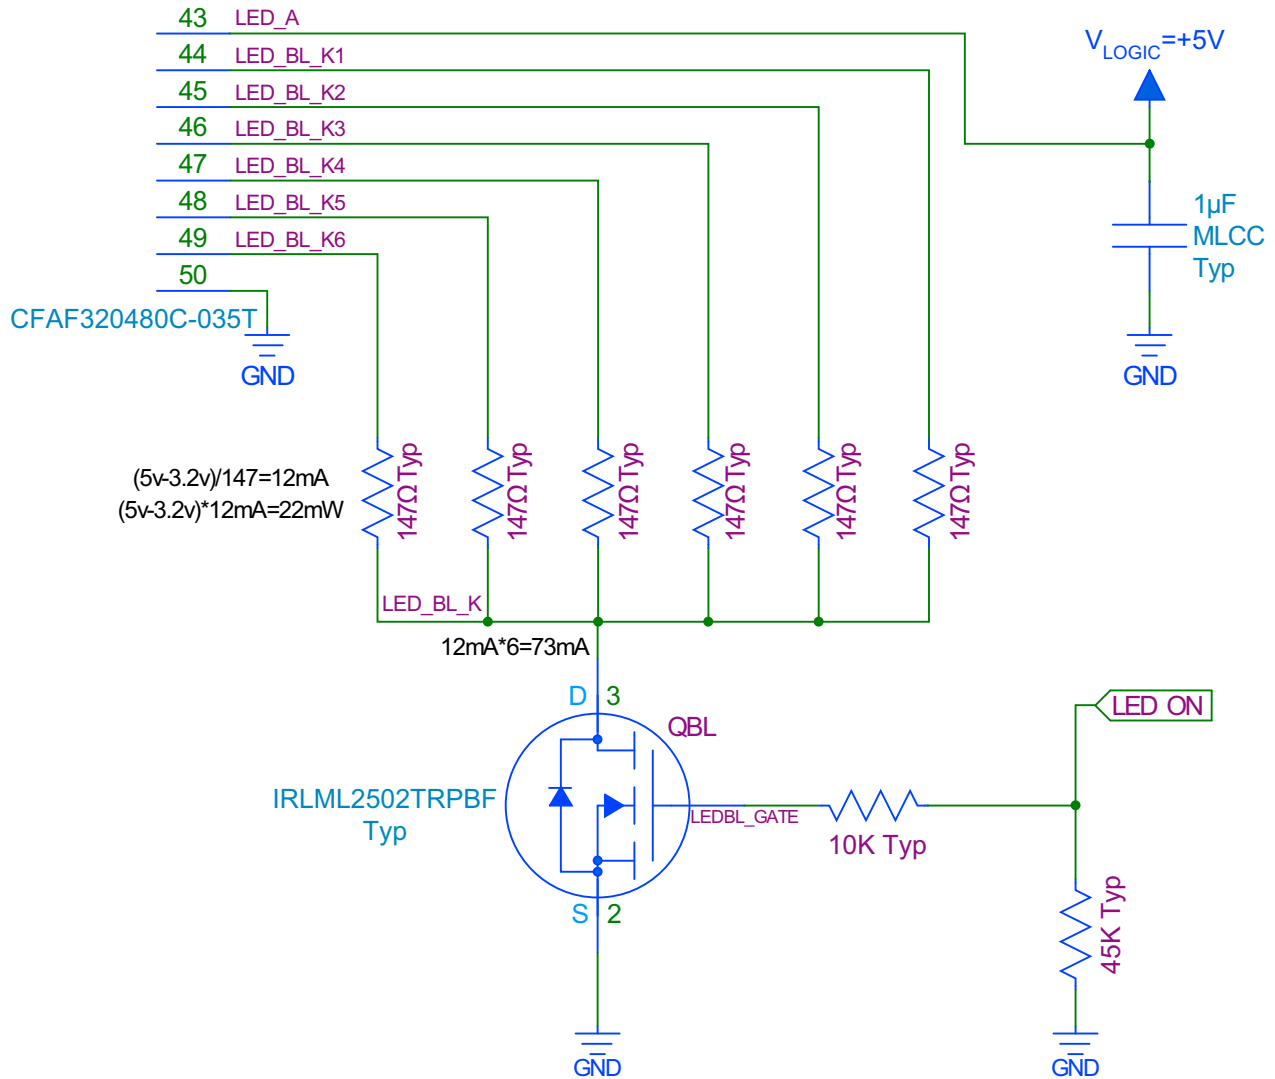 43 LED_A
44 LED_BL_K1
45 LED_BL_K2
46 LED_BL_K3
47 LED_BL_K4
48 LED_BL_K5
49 LED_BL_K6
50
CFAF320480C-035T
GND
V_LOGIC=+5V
1µF
MLCC
Typ
GND
(5v-3.2v)/147=12mA
(5v-3.2v)*12mA=22mW
147Ω Typ
147Ω Typ
147Ω Typ
147Ω Typ
147Ω Typ
147Ω Typ
LED_BL_K
12mA*6=73mA
D 3
QBL
IRLML2502TRPBF
Typ
LEDBL_GATE
S 2
GND
10K Typ
LED ON
45K Typ
GND